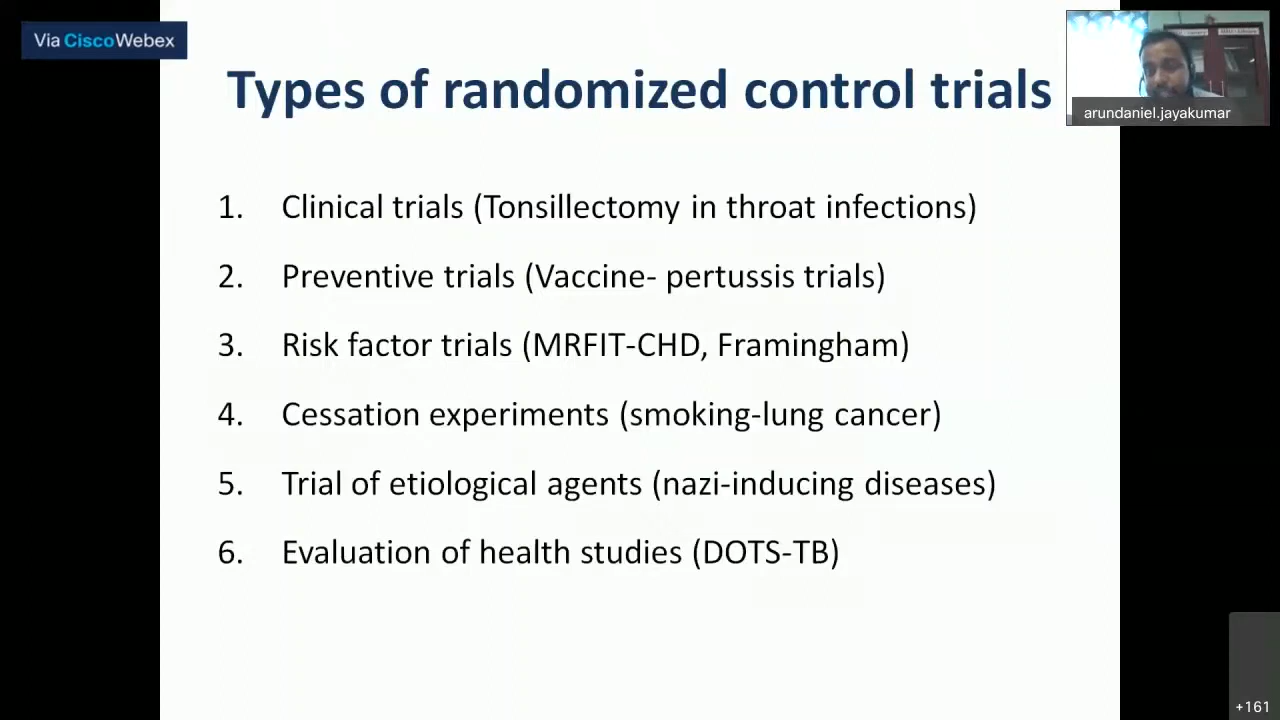 Via CiscoWebex
Types of randomized control trials
arundaniel.jayakumar
1. Clinical trials (Tonsillectomy in throat infections)
2. Preventive trials (Vaccine- pertussis trials)
3. Risk factor trials (MRFIT-CHD, Framingham)
4. Cessation experiments (smoking-lung cancer)
5. Trial of etiological agents (nazi-inducing diseases)
6. Evaluation of health studies (DOTS-TB)
+161